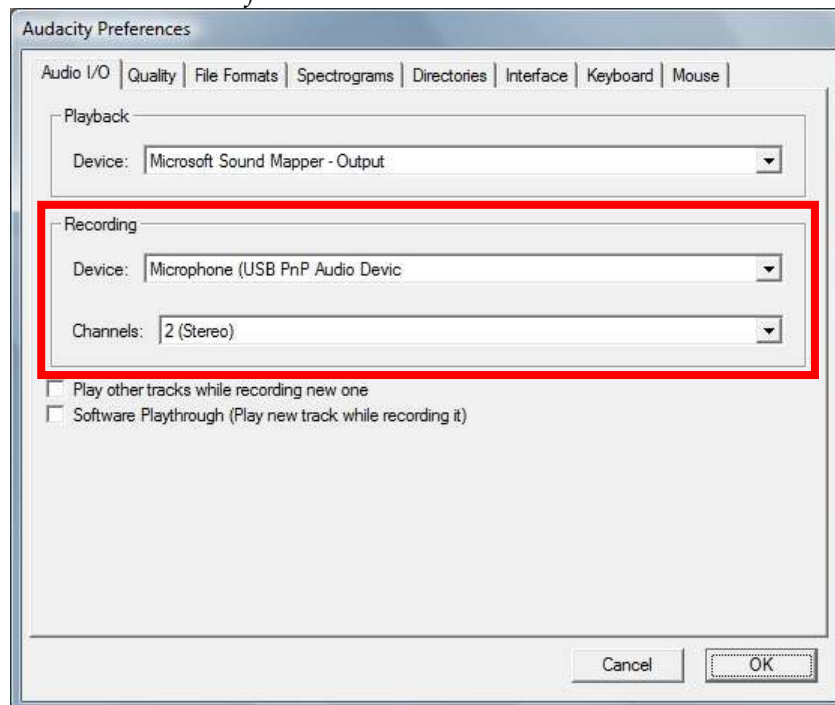 Audacity Preferences
Audio I/O Quality File Formats Spectrograms Directories Interface Keyboard Mouse
Playback
Device: Microsoft Sound Mapper - Output
Recording
Device: Microphone (USB PnP Audio Devic
Channels: 2 (Stereo)
Play other tracks while recording new one
Software Playthrough (Play new track while recording it)
Cancel OK